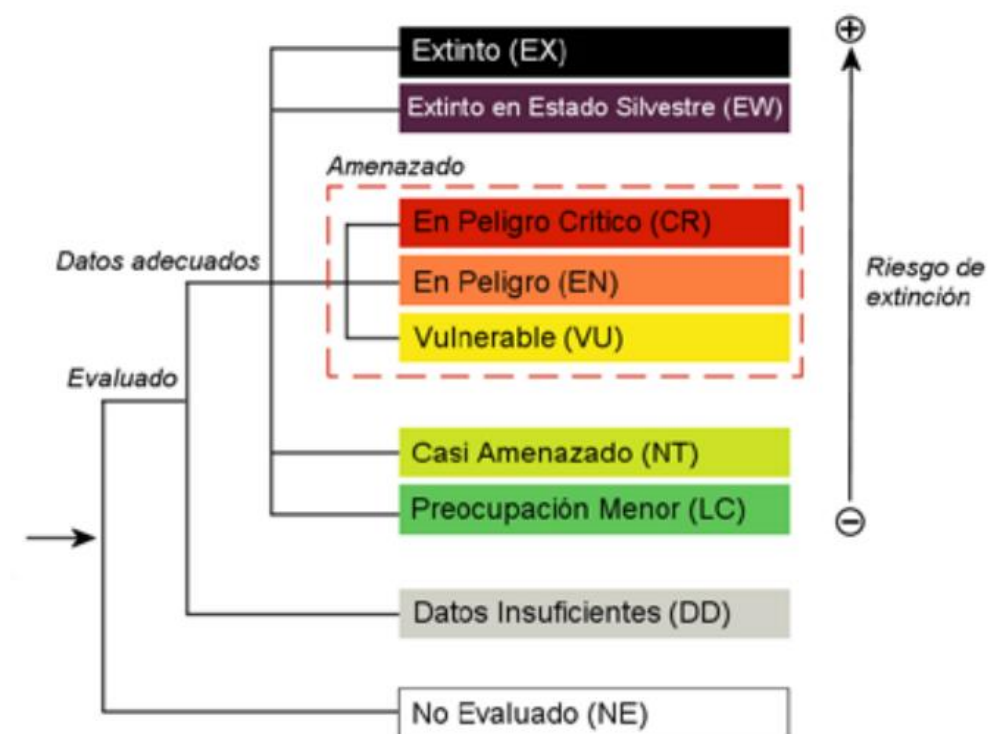 Extinto (EX)
Extinto en Estado Silvestre (EW)
Amenazado
En Peligro Crítico (CR)
Datos adecuados
En Peligro (EN)
Riesgo de
extinción
Vulnerable (VU)
Evaluado
Casi Amenazado (NT)
Preocupación Menor (LC)
Datos Insuficientes (DD)
No Evaluado (NE)